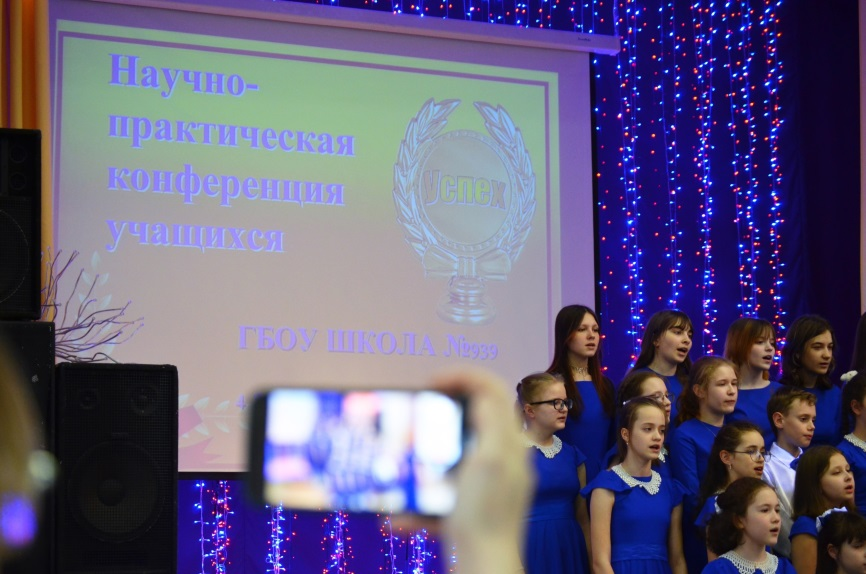 Научно-
практическая
конференция
учащихся
Успех
ГБОУ ШКОЛА №939